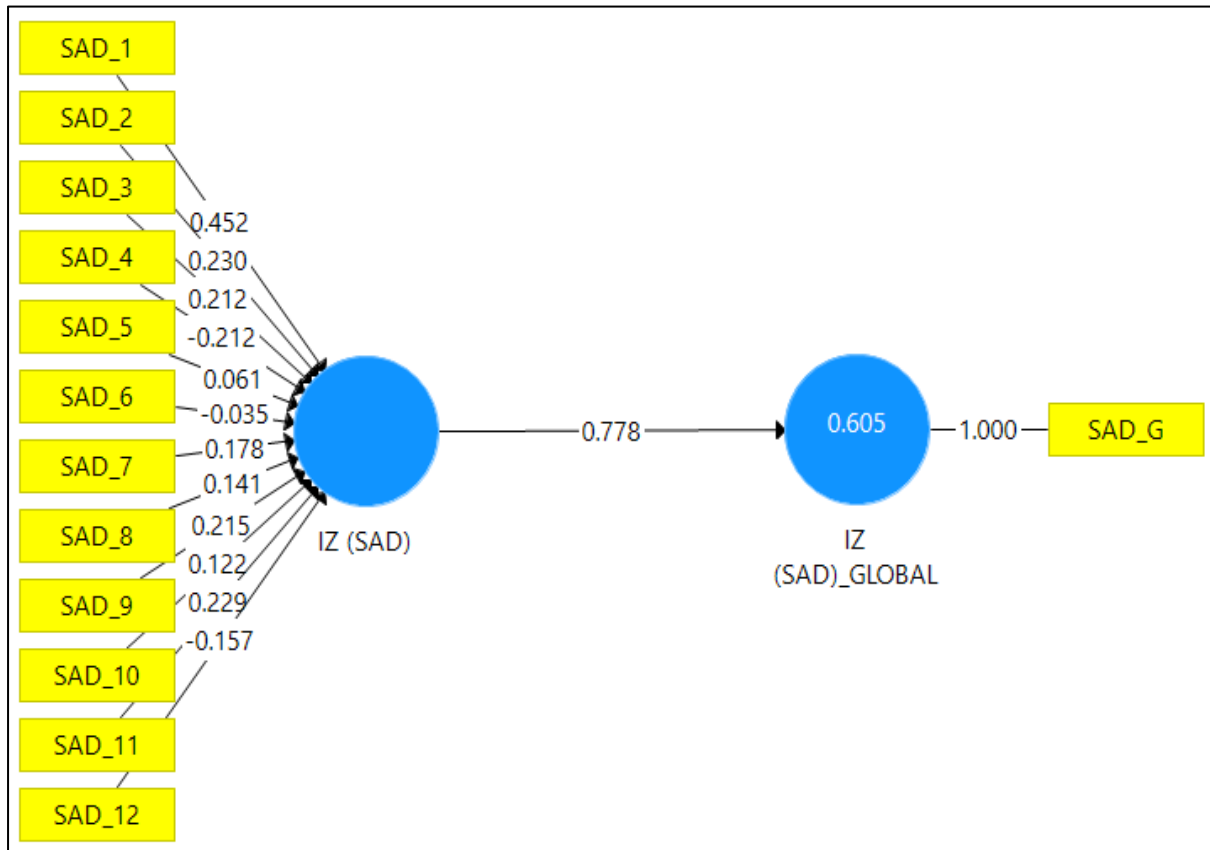 SAD_1
SAD_2
SAD_3
SAD_4
SAD_5
SAD_6
SAD_7
SAD_8
SAD_9
SAD_10
SAD_11
SAD_12
0.452
0.230
0.212
-0.212
0.061
-0.035
0.178
0.141
0.215
0.122
0.229
-0.157
IZ (SAD)
0.778
0.605
IZ
(SAD)_GLOBAL
1.000
SAD_G